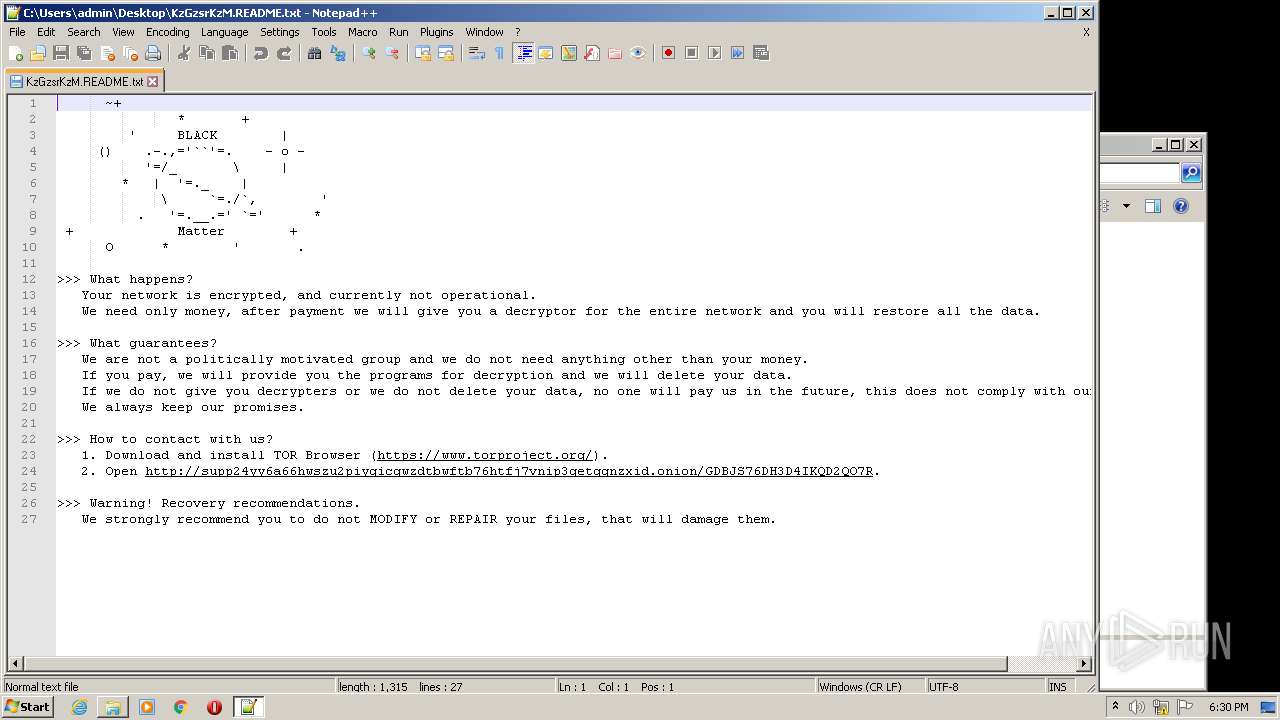 C:\Users\admin\Desktop\KzGzsrKzM.README.txt - Notepad++
File Edit Search View Encoding Language Settings Tools Macro Run Plugins Window ? X
KzGzsrKzM.README.txt
1 ~+
2 * +
3 ' BLACK |
4 () .-.,='``'=. - o -
5 '=/_ \ |
6 * | '=._ |
7 \ `=./`, '
8 . '=.__.=' `=' *
9 + Matter +
10 O * ' .
11
12 >>> What happens?
13 Your network is encrypted, and currently not operational.
14 We need only money, after payment we will give you a decryptor for the entire network and you will restore all the data.
15
16 >>> What guarantees?
17 We are not a politically motivated group and we do not need anything other than your money.
18 If you pay, we will provide you the programs for decryption and we will delete your data.
19 If we do not give you decrypters or we do not delete your data, no one will pay us in the future, this does not comply with ou
20 We always keep our promises.
21
22 >>> How to contact with us?
23 1. Download and install TOR Browser (https://www.torproject.org/).
24 2. Open http://supp24yy6a66hwszu2piygicgwzdtbwftb76htfj7vnip3getgqnzxid.onion/GDBJS76DH3D4IKQD2QO7R.
25
26 >>> Warning! Recovery recommendations.
27 We strongly recommend you to do not MODIFY or REPAIR your files, that will damage them.
ANY RUN
Normal text file length : 1,315 lines : 27 Ln : 1 Col : 1 Pos : 1 Windows (CR LF) UTF-8 INS
Start 6:30 PM